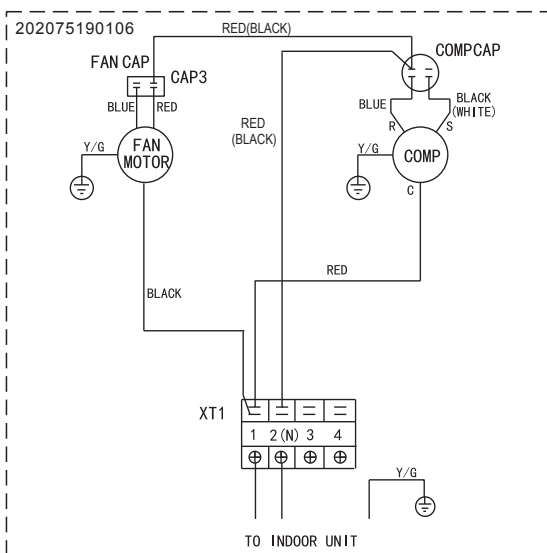 202075190106
RED(BLACK)
COMPCAP
FAN CAP
CAP3
BLUE
RED
BLUE
BLACK
(WHITE)
R
S
RED
(BLACK)
Y/G
FAN
MOTOR
Y/G
COMP
C
RED
BLACK
XT1
1 2(N) 3 4
Y/G
TO INDOOR UNIT